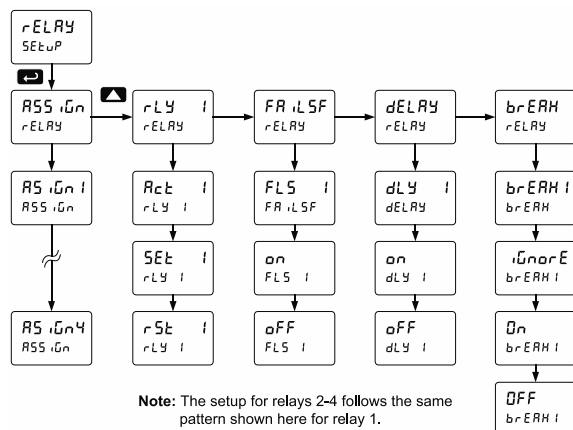 rELAY
SEtuP
ASSiGn
rELAY
rLY 1
rELAY
FAiLSF
rELAY
dELAY
rELAY
brEAK
rELAY
ASiGn1
ASSiGn
Act 1
rLY 1
FLS 1
FAiLSF
dLY 1
dELAY
brEAK1
brEAK
SEt 1
rLY 1
on
FLS 1
on
dLY 1
iGnorE
brEAK1
ASiGn4
ASSiGn
rSt 1
rLY 1
oFF
FLS 1
oFF
dLY 1
On
brEAK1
OFF
brEAK1
Note: The setup for relays 2-4 follows the same
pattern shown here for relay 1.